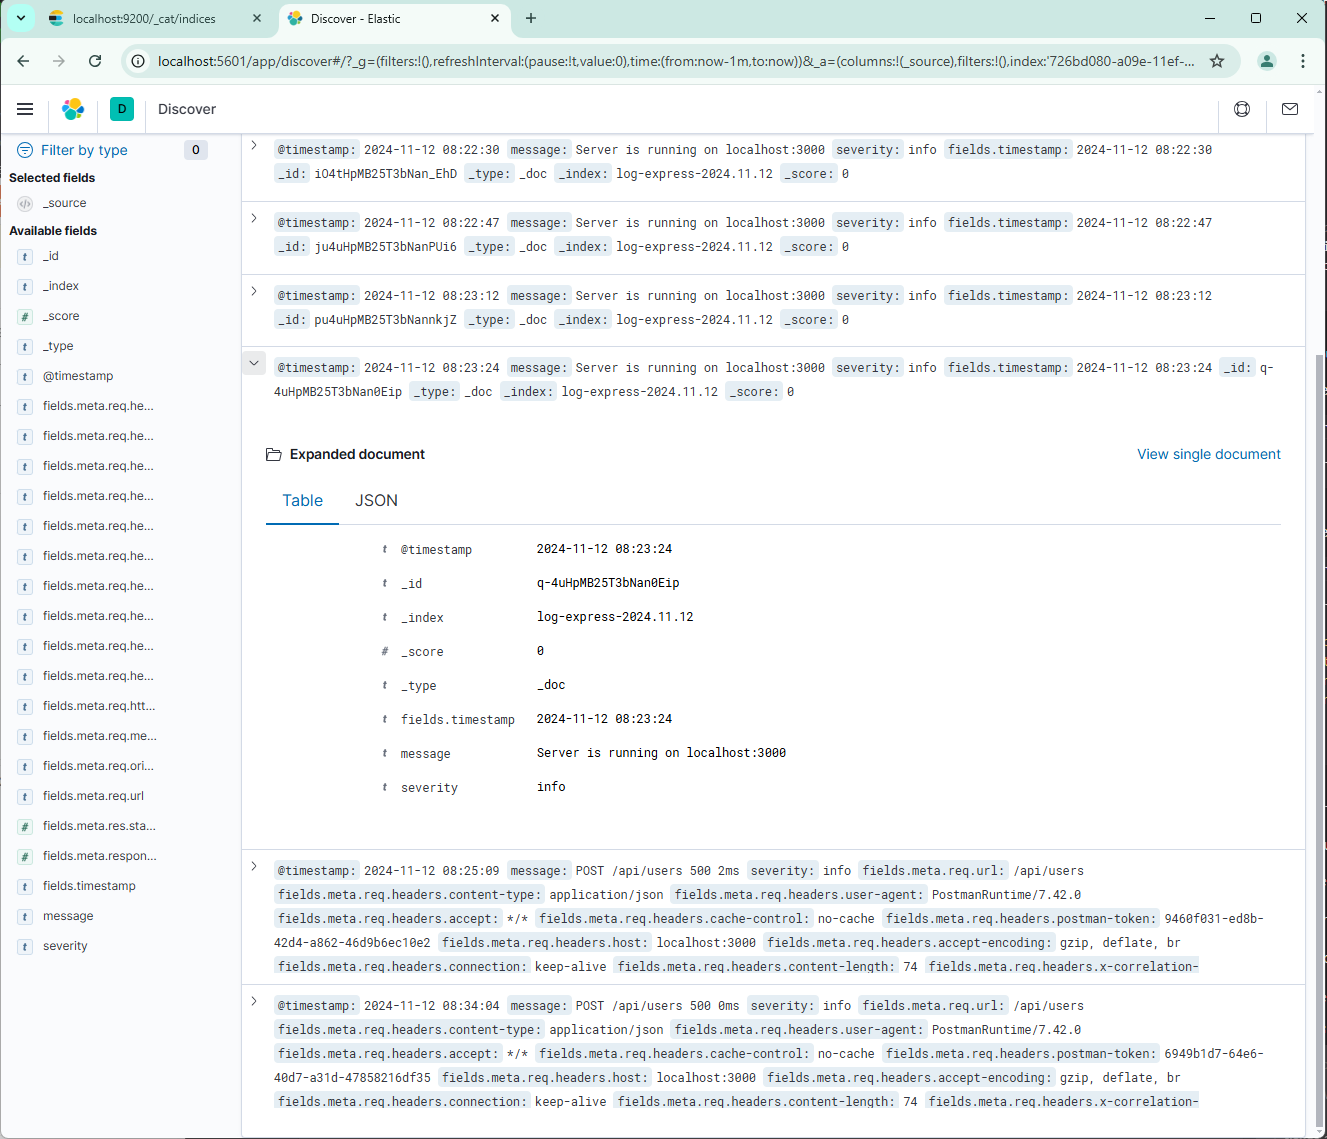 localhost:9200/_cat/indices
Discover - Elastic
localhost:5601/app/discover#/?_g=(filters:!(),refreshInterval:(pause:!t,value:0),time:(from:now-1m,to:now))&_a=(columns:!(_source),filters:!(),index:'726bd080-a09e-11ef-...
D
Discover
Filter by type 0
Selected fields
_source
Available fields
t _id
t _index
# _score
t _type
t @timestamp
t fields.meta.req.he...
t fields.meta.req.he...
t fields.meta.req.he...
t fields.meta.req.he...
t fields.meta.req.he...
t fields.meta.req.he...
t fields.meta.req.he...
t fields.meta.req.he...
t fields.meta.req.he...
t fields.meta.req.he...
t fields.meta.req.htt...
t fields.meta.req.me...
t fields.meta.req.ori...
t fields.meta.req.url
# fields.meta.res.sta...
# fields.meta.respon...
t fields.timestamp
t message
t severity
@timestamp: 2024-11-12 08:22:30 message: Server is running on localhost:3000 severity: info fields.timestamp: 2024-11-12 08:22:30
_id: iO4tHpMB25T3bNan_EhD _type: _doc _index: log-express-2024.11.12 _score: 0
@timestamp: 2024-11-12 08:22:47 message: Server is running on localhost:3000 severity: info fields.timestamp: 2024-11-12 08:22:47
_id: ju4uHpMB25T3bNanPUi6 _type: _doc _index: log-express-2024.11.12 _score: 0
@timestamp: 2024-11-12 08:23:12 message: Server is running on localhost:3000 severity: info fields.timestamp: 2024-11-12 08:23:12
_id: pu4uHpMB25T3bNannkjZ _type: _doc _index: log-express-2024.11.12 _score: 0
@timestamp: 2024-11-12 08:23:24 message: Server is running on localhost:3000 severity: info fields.timestamp: 2024-11-12 08:23:24 _id: q-
4uHpMB25T3bNan0Eip _type: _doc _index: log-express-2024.11.12 _score: 0
Expanded document
View single document
Table JSON
t @timestamp 2024-11-12 08:23:24
t _id q-4uHpMB25T3bNan0Eip
t _index log-express-2024.11.12
# _score 0
t _type _doc
t fields.timestamp 2024-11-12 08:23:24
t message Server is running on localhost:3000
t severity info
@timestamp: 2024-11-12 08:25:09 message: POST /api/users 500 2ms severity: info fields.meta.req.url: /api/users
fields.meta.req.headers.content-type: application/json fields.meta.req.headers.user-agent: PostmanRuntime/7.42.0
fields.meta.req.headers.accept: */* fields.meta.req.headers.cache-control: no-cache fields.meta.req.headers.postman-token: 9460f031-ed8b-
42d4-a862-46d9b6ec10e2 fields.meta.req.headers.host: localhost:3000 fields.meta.req.headers.accept-encoding: gzip, deflate, br
fields.meta.req.headers.connection: keep-alive fields.meta.req.headers.content-length: 74 fields.meta.req.headers.x-correlation-
@timestamp: 2024-11-12 08:34:04 message: POST /api/users 500 0ms severity: info fields.meta.req.url: /api/users
fields.meta.req.headers.content-type: application/json fields.meta.req.headers.user-agent: PostmanRuntime/7.42.0
fields.meta.req.headers.accept: */* fields.meta.req.headers.cache-control: no-cache fields.meta.req.headers.postman-token: 6949b1d7-64e6-
40d7-a31d-47858216df35 fields.meta.req.headers.host: localhost:3000 fields.meta.req.headers.accept-encoding: gzip, deflate, br
fields.meta.req.headers.connection: keep-alive fields.meta.req.headers.content-length: 74 fields.meta.req.headers.x-correlation-